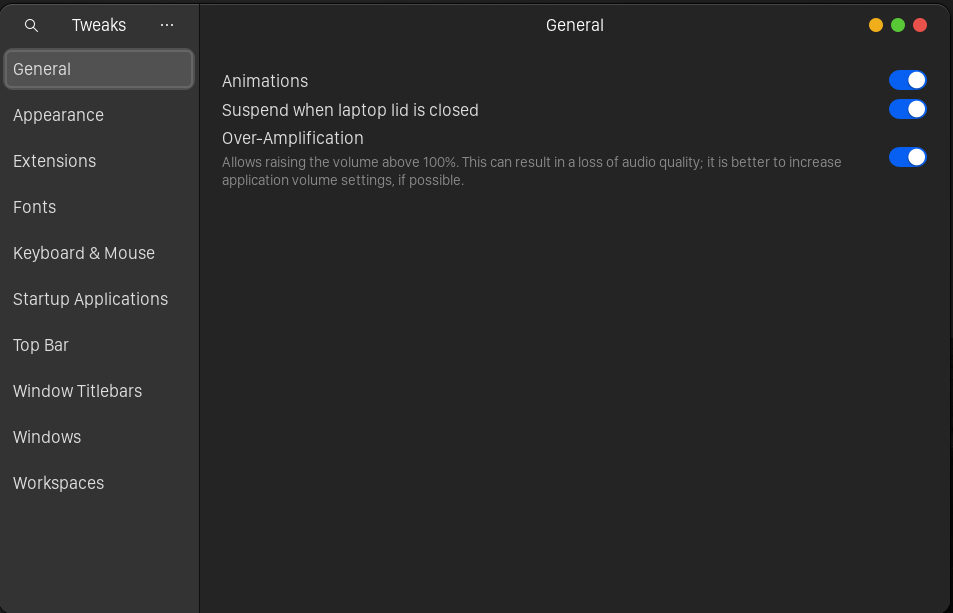 Tweaks
General
Appearance
Extensions
Fonts
Keyboard & Mouse
Startup Applications
Top Bar
Window Titlebars
Windows
Workspaces
General
Animations
Suspend when laptop lid is closed
Over-Amplification
Allows raising the volume above 100%. This can result in a loss of audio quality; it is better to increase
application volume settings, if possible.